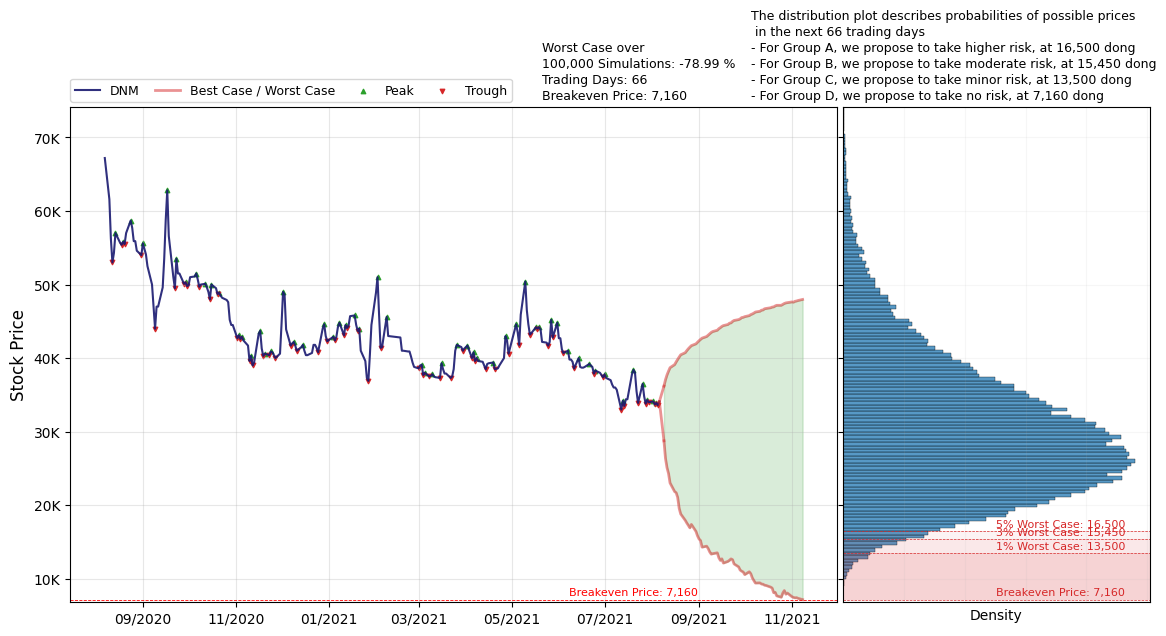 The distribution plot describes probabilities of possible prices
in the next 66 trading days
- For Group A, we propose to take higher risk, at 16,500 dong
- For Group B, we propose to take moderate risk, at 15,450 dong
- For Group C, we propose to take minor risk, at 13,500 dong
- For Group D, we propose to take no risk, at 7,160 dong
Worst Case over
100,000 Simulations: -78.99 %
Trading Days: 66
Breakeven Price: 7,160
DNM
Best Case / Worst Case
Peak
Trough
Stock Price
70K
60K
50K
40K
30K
20K
10K
Breakeven Price: 7,160
09/2020
11/2020
01/2021
03/2021
05/2021
07/2021
09/2021
11/2021
5% Worst Case: 16,500
3% Worst Case: 15,450
1% Worst Case: 13,500
Breakeven Price: 7,160
Density